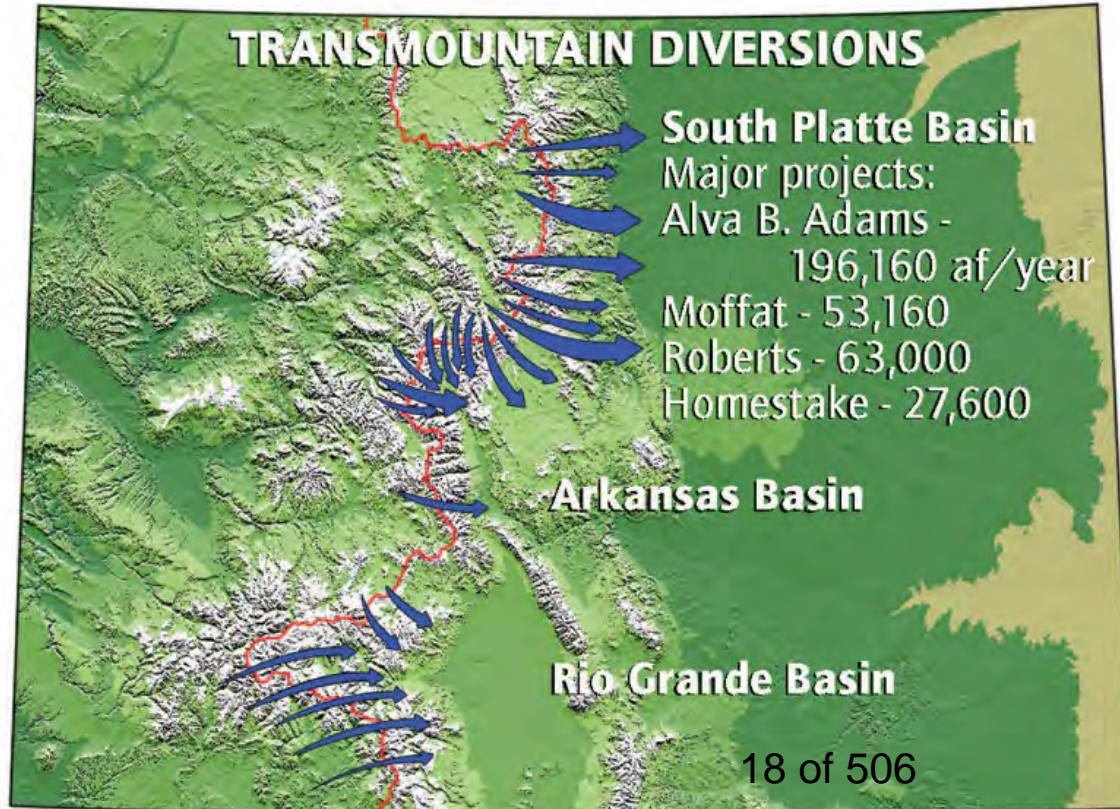 TRANSMOUNTAIN DIVERSIONS
South Platte Basin
Major projects:
Alva B. Adams -
196,160 af/year
Moffat - 53,160
Roberts - 63,000
Homestake - 27,600
Arkansas Basin
Rio Grande Basin
18 of 506